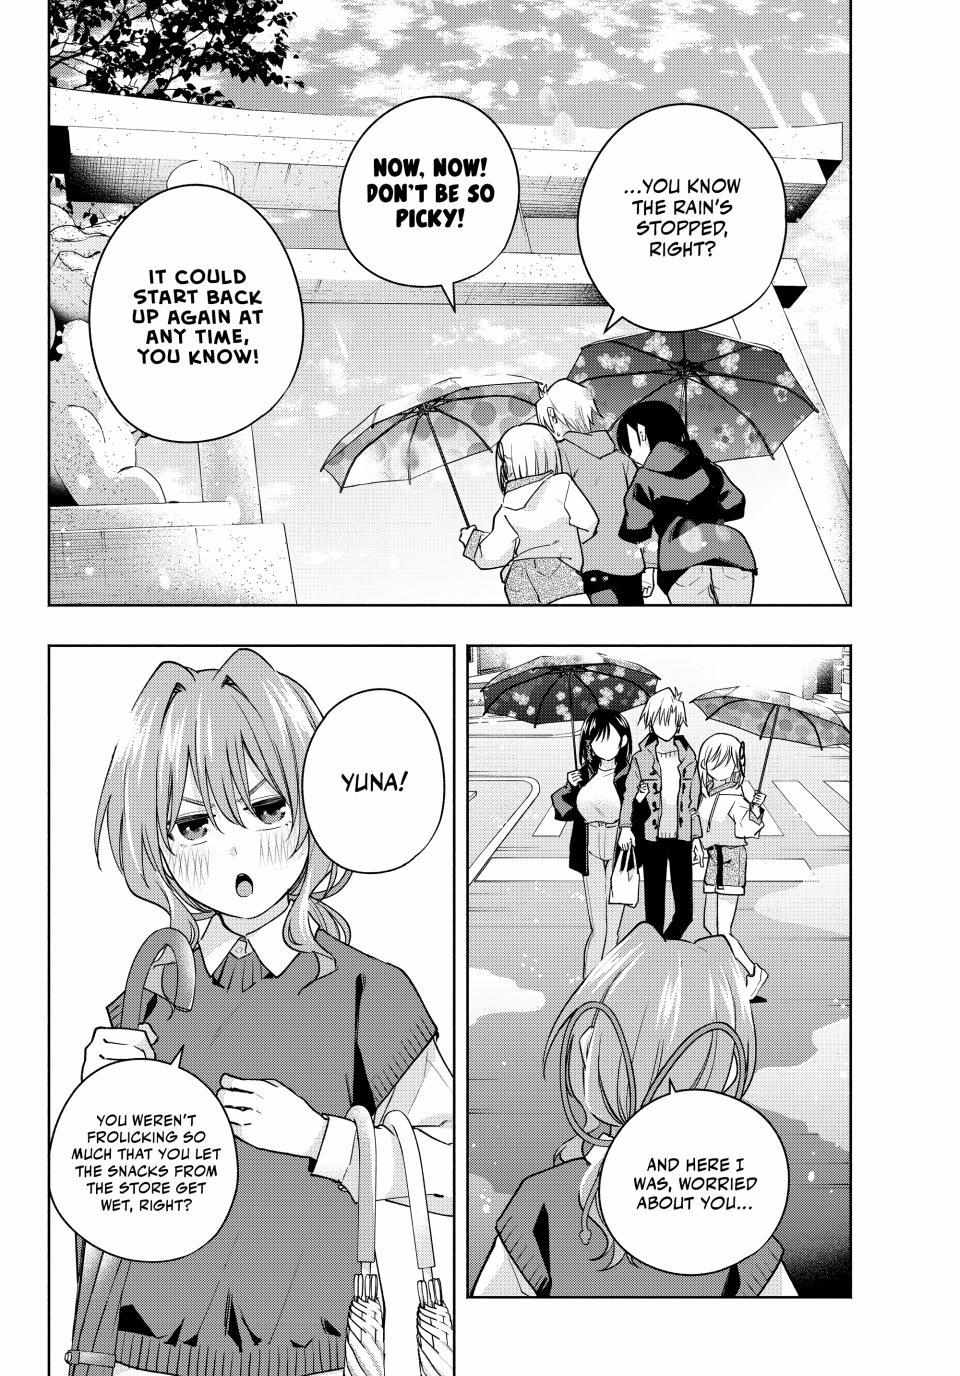 ...YOU KNOW
THE RAIN'S
STOPPED,
RIGHT?
NOW, NOW!
DON'T BE SO
PICKY!
IT COULD
START BACK
UP AGAIN AT
ANY TIME,
YOU KNOW!
AND HERE I
WAS, WORRIED
ABOUT YOU...
YUNA!
YOU WEREN'T
FROLICKING SO
MUCH THAT YOU LET
THE SNACKS FROM
THE STORE GET
WET, RIGHT?